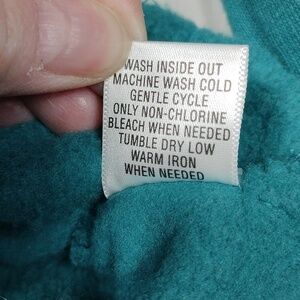 WASH INSIDE OUT
MACHINE WASH COLD
GENTLE CYCLE
ONLY NON-CHLORINE
BLEACH WHEN NEEDED
TUMBLE DRY LOW
WARM IRON
WHEN NEEDED